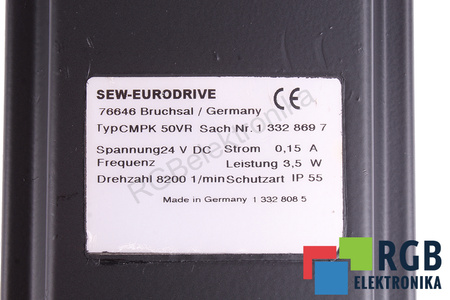 SEW-EURODRIVE
76646 Bruchsal / Germany
CE
TypCMPK 50VR Sach Nr. 1 332 869 7
Spannung24 V DC Strom 0,15 A
Frequenz Leistung 3,5 W
Drehzahl 8200 1/minSchutzart IP 55
Made in Germany 1 332 808 5
RGBelektronika
RGB
ELEKTRONIKA